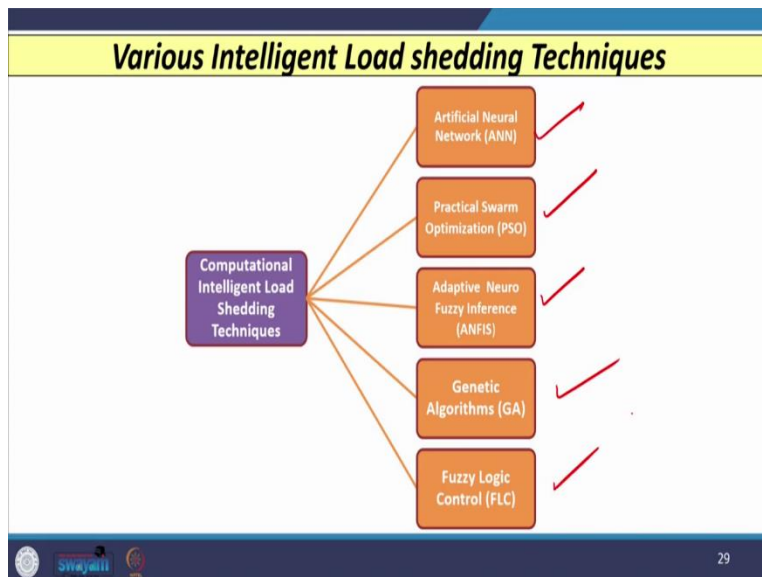 Various Intelligent Load shedding Techniques
Artificial Neural
Network (ANN)
Practical Swarm
Optimization (PSO)
Computational
Intelligent Load
Shedding
Techniques
Adaptive Neuro
Fuzzy Inference
(ANFIS)
Genetic
Algorithms (GA)
Fuzzy Logic
Control (FLC)
swayam
29